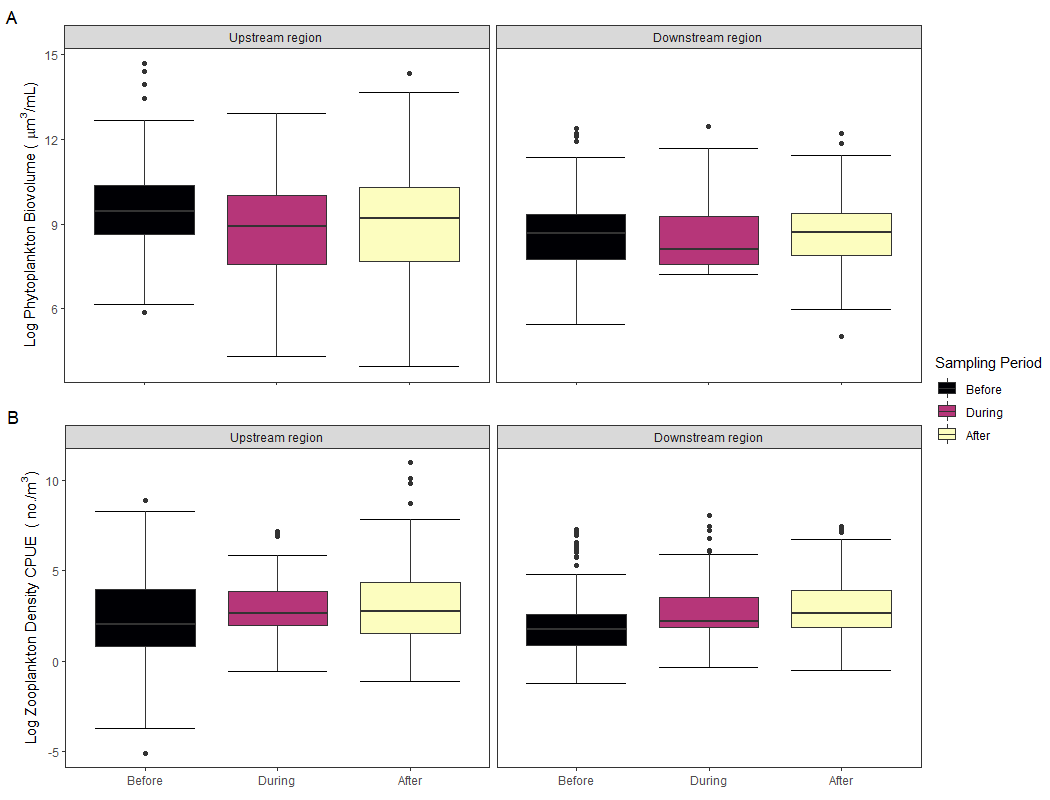 A
Upstream region
Downstream region
Log Phytoplankton Biovolume ( μm³/mL)
15
12
9
6
Sampling Period
Before
During
After
B
Upstream region
Downstream region
Log Zooplankton Density CPUE ( no./m³)
10
5
0
-5
Before During After Before During After